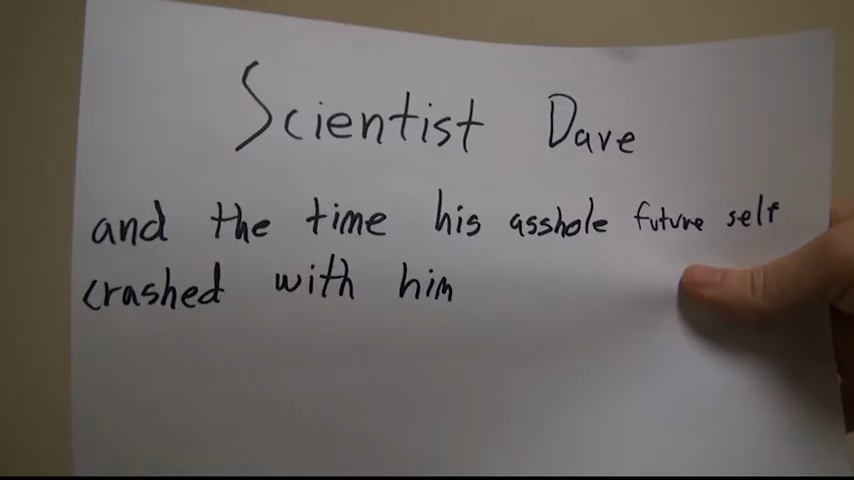 Scientist Dave
and the time his asshole future self
crashed with him